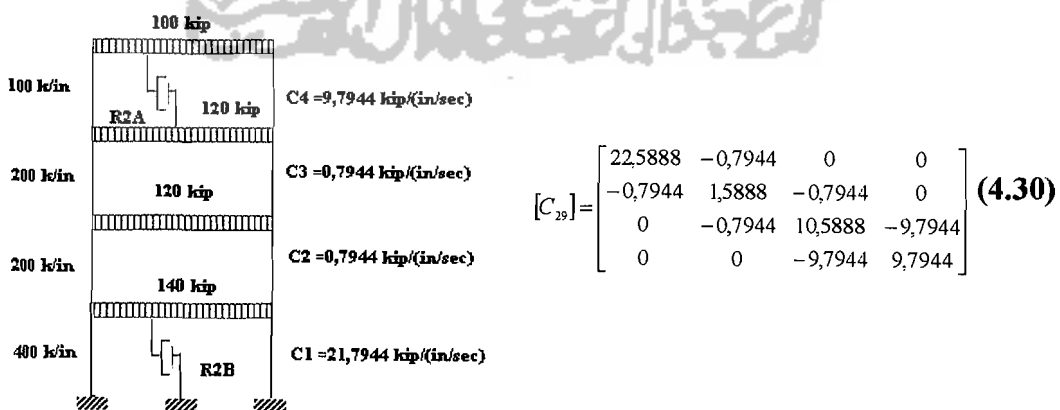 100 kip
100 k/in
R2A
120 kip
C4 =9,7944 kip/(in/sec)
200 k/in
120 kip
C3 =0,7944 kip/(in/sec)
200 k/in
140 kip
C2 =0,7944 kip/(in/sec)
400 k/in
R2B
C1 =21,7944 kip/(in/sec)
[C₂₉]= [22,5888 −0,7944 0 0
−0,7944 1,5888 −0,7944 0
0 −0,7944 10,5888 −9,7944
0 0 −9,7944 9,7944] (4.30)